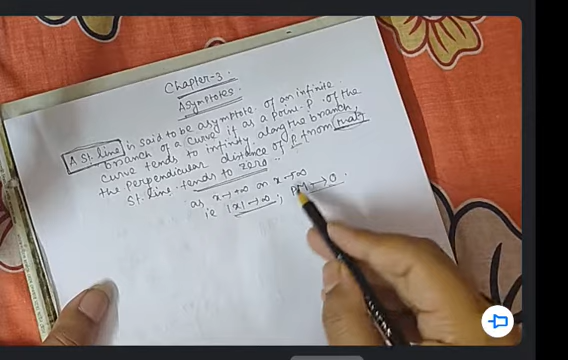 Chapter-3.
Asymptotes.
A St. line is said to be asymptote of an infinite
branch of a curve if as a point P of the
curve tends to infinity along the branch,
the perpendicular distance of P from that
St. line tends to zero.
as x→+∞ or x→-∞
ie |x|→∞ ; PM→0.